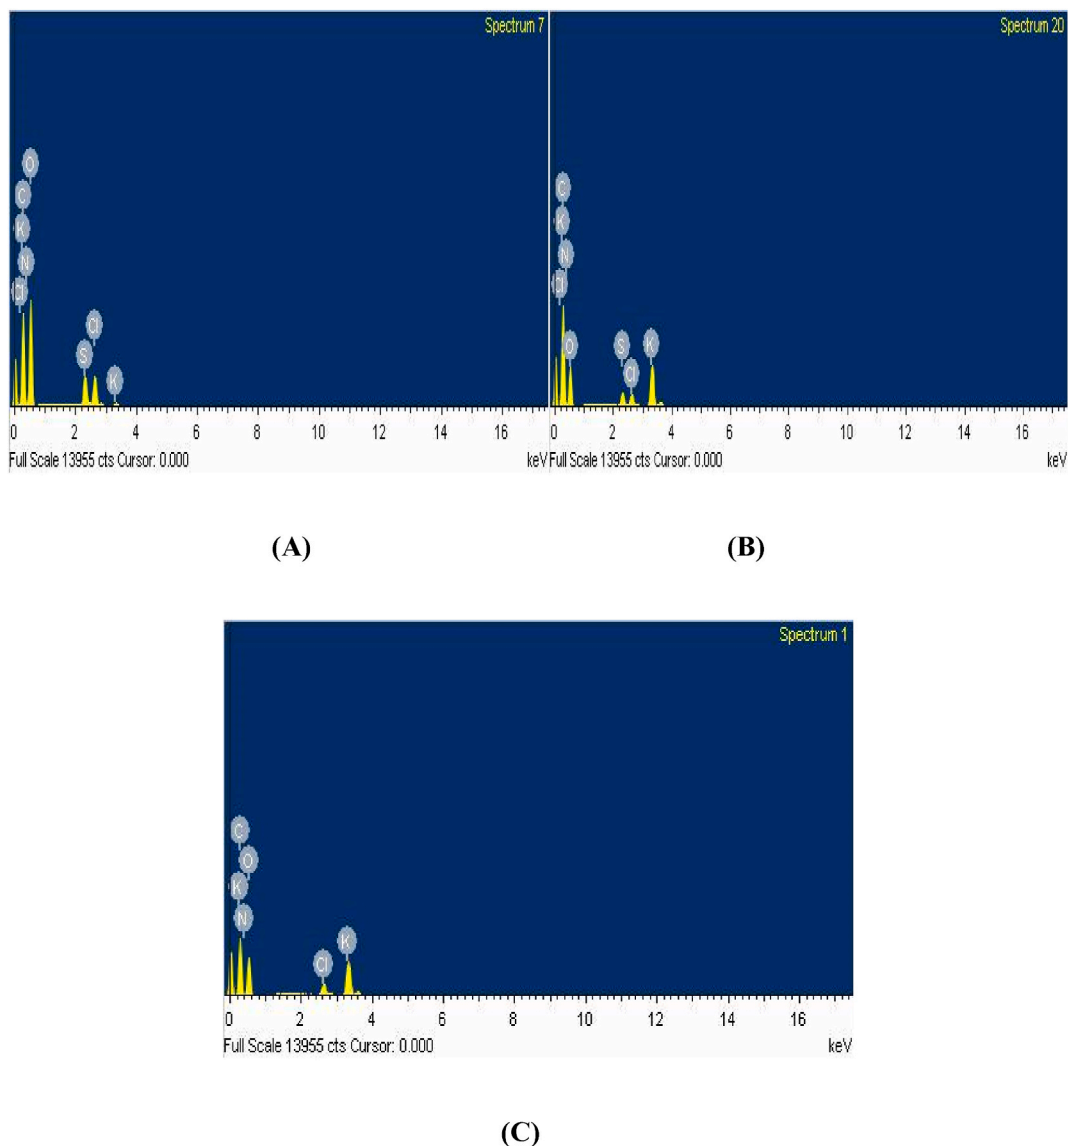 Spectrum 7
O
C
K
N
Cl
Cl
S
K
0 2 4 6 8 10 12 14 16
Full Scale 13955 cts Cursor: 0.000 keV
(A)
Spectrum 20
C
K
N
Cl
O
S
K
Cl
0 2 4 6 8 10 12 14 16
Full Scale 13955 cts Cursor: 0.000 keV
(B)
Spectrum 1
C
O
K
N
K
Cl
0 2 4 6 8 10 12 14 16
Full Scale 13955 cts Cursor: 0.000 keV
(C)